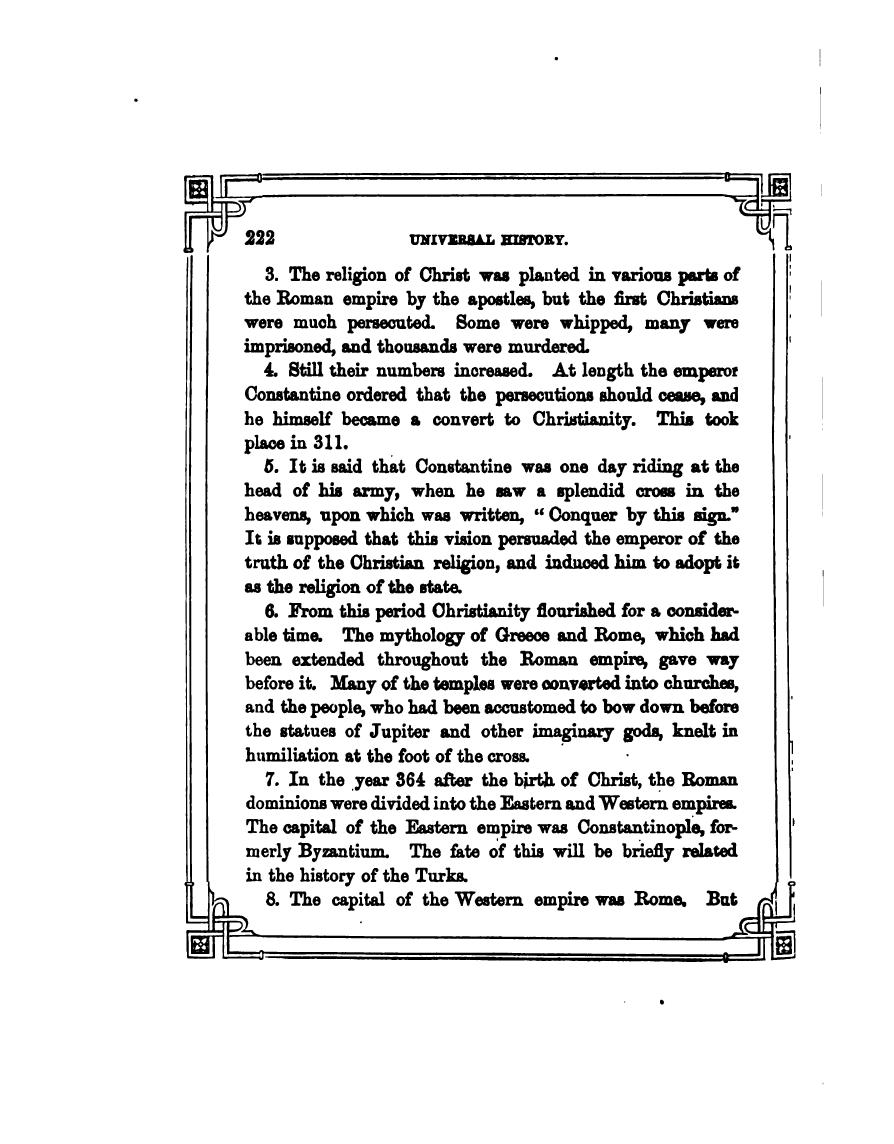 222 UNIVERSAL HISTORY.
3. The religion of Christ was planted in various parts of
the Roman empire by the apostles, but the first Christians
were much persecuted. Some were whipped, many were
imprisoned, and thousands were murdered.
4. Still their numbers increased. At length the emperor
Constantine ordered that the persecutions should cease, and
he himself became a convert to Christianity. This took
place in 311.
5. It is said that Constantine was one day riding at the
head of his army, when he saw a splendid cross in the
heavens, upon which was written, “ Conquer by this sign.”
It is supposed that this vision persuaded the emperor of the
truth of the Christian religion, and induced him to adopt it
as the religion of the state.
6. From this period Christianity flourished for a consider-
able time. The mythology of Greece and Rome, which had
been extended throughout the Roman empire, gave way
before it. Many of the temples were converted into churches,
and the people, who had been accustomed to bow down before
the statues of Jupiter and other imaginary gods, knelt in
humiliation at the foot of the cross.
7. In the year 364 after the birth of Christ, the Roman
dominions were divided into the Eastern and Western empires.
The capital of the Eastern empire was Constantinople, for-
merly Byzantium. The fate of this will be briefly related
in the history of the Turks.
8. The capital of the Western empire was Rome. But